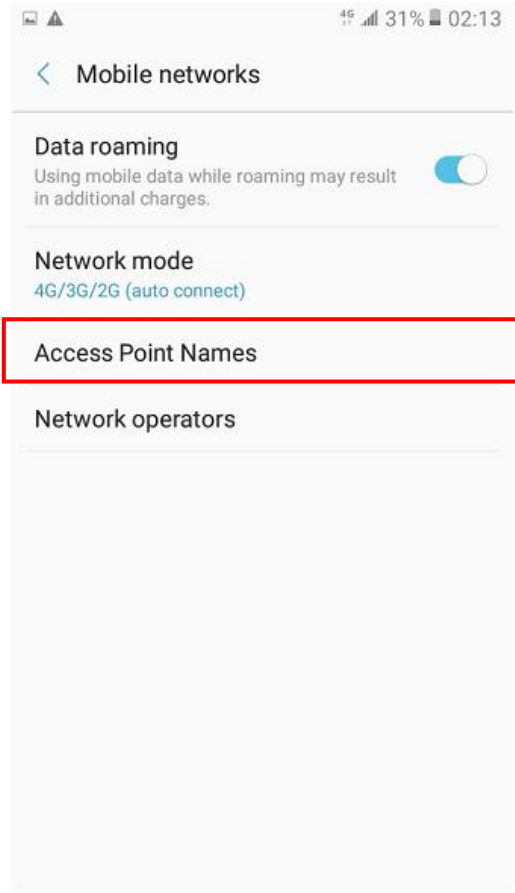 4G 31% 02:13
Mobile networks
Data roaming
Using mobile data while roaming may result
in additional charges.
Network mode
4G/3G/2G (auto connect)
Access Point Names
Network operators